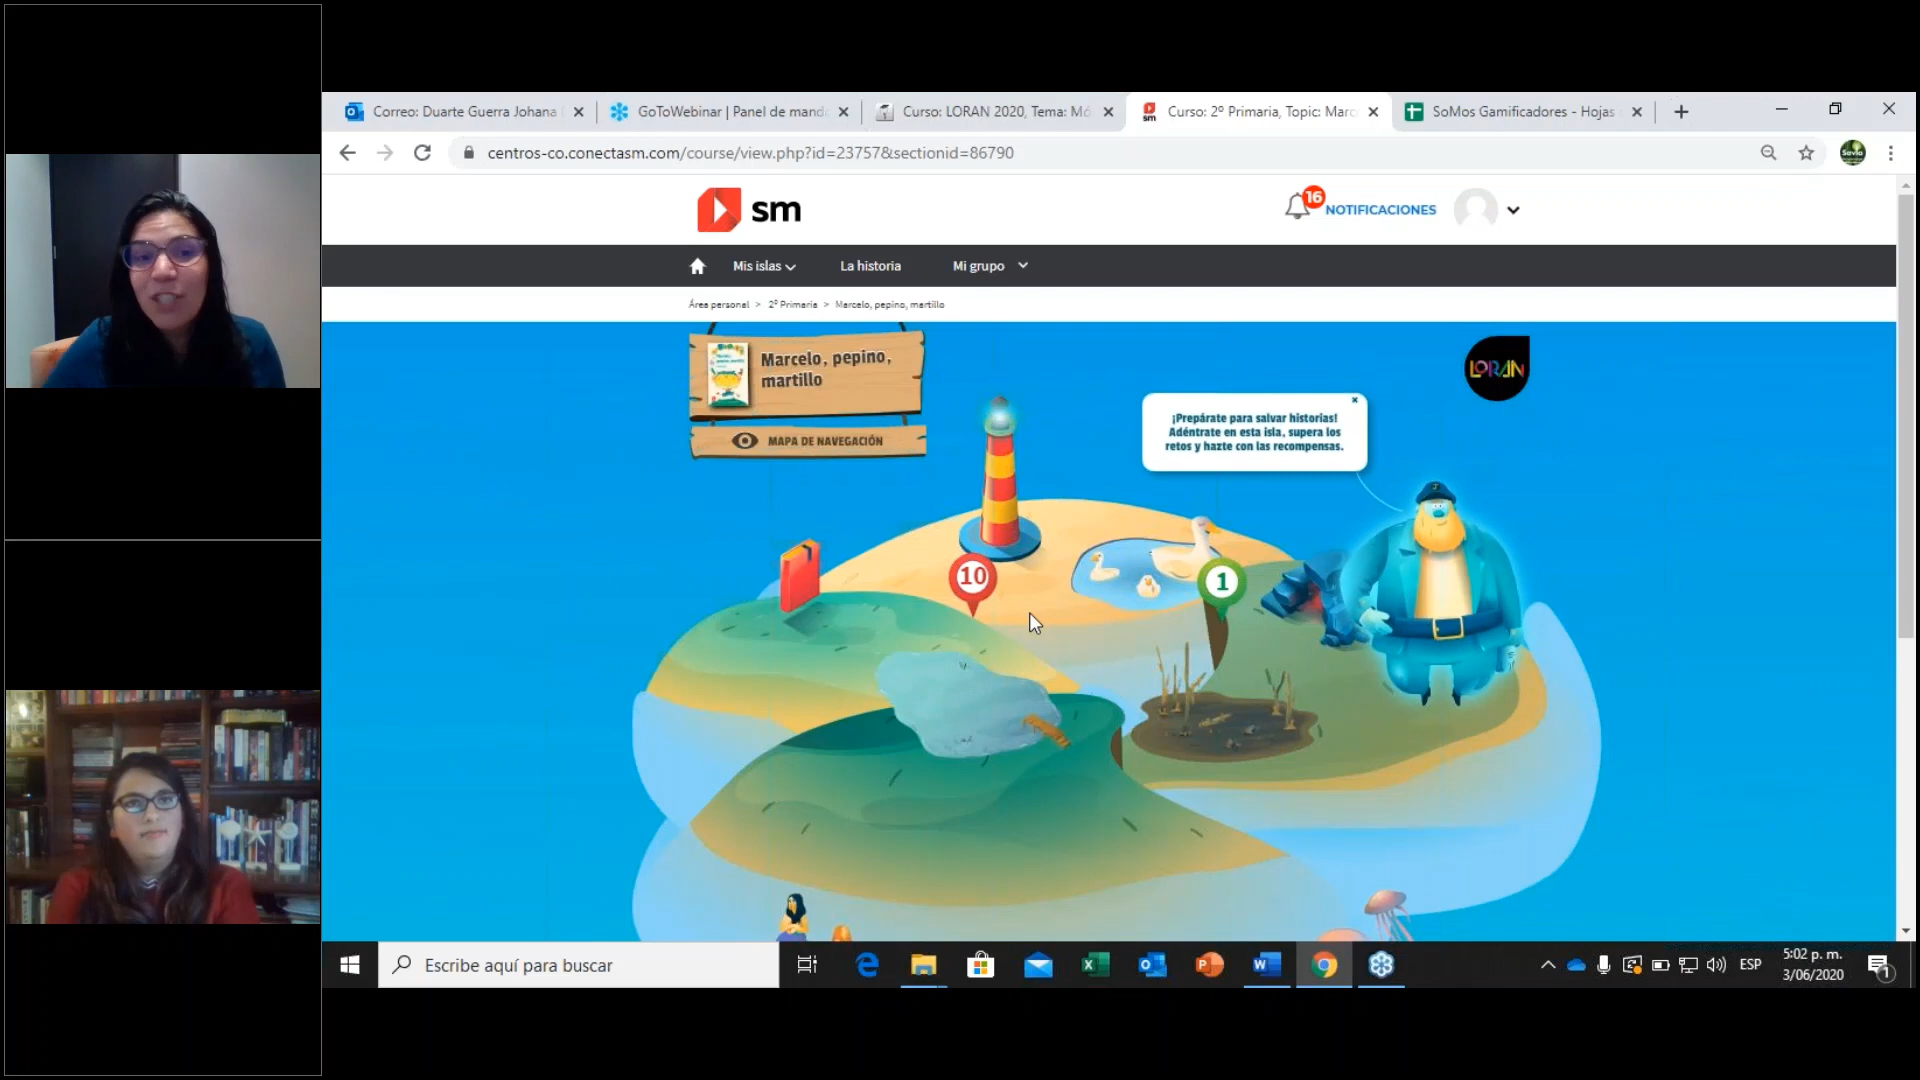 Correo: Duarte Guerra Johana
GoToWebinar | Panel de mand
Curso: LORAN 2020, Tema: Mó
Curso: 2º Primaria, Topic: Marc
SoMos Gamificadores - Hojas
centros-co.conectasm.com/course/view.php?id=23757&sectionid=86790
Savia
sm
16
NOTIFICACIONES
Mis islas
La historia
Mi grupo
Área personal > 2º Primaria > Marcelo, pepino, martillo
Marcelo, pepino,
martillo
MAPA DE NAVEGACIÓN
LORAN
¡Prepárate para salvar historias!
Adéntrate en esta isla, supera los
retos y hazte con las recompensas.
10
1
Escribe aquí para buscar
ESP
5:02 p. m.
3/06/2020
1